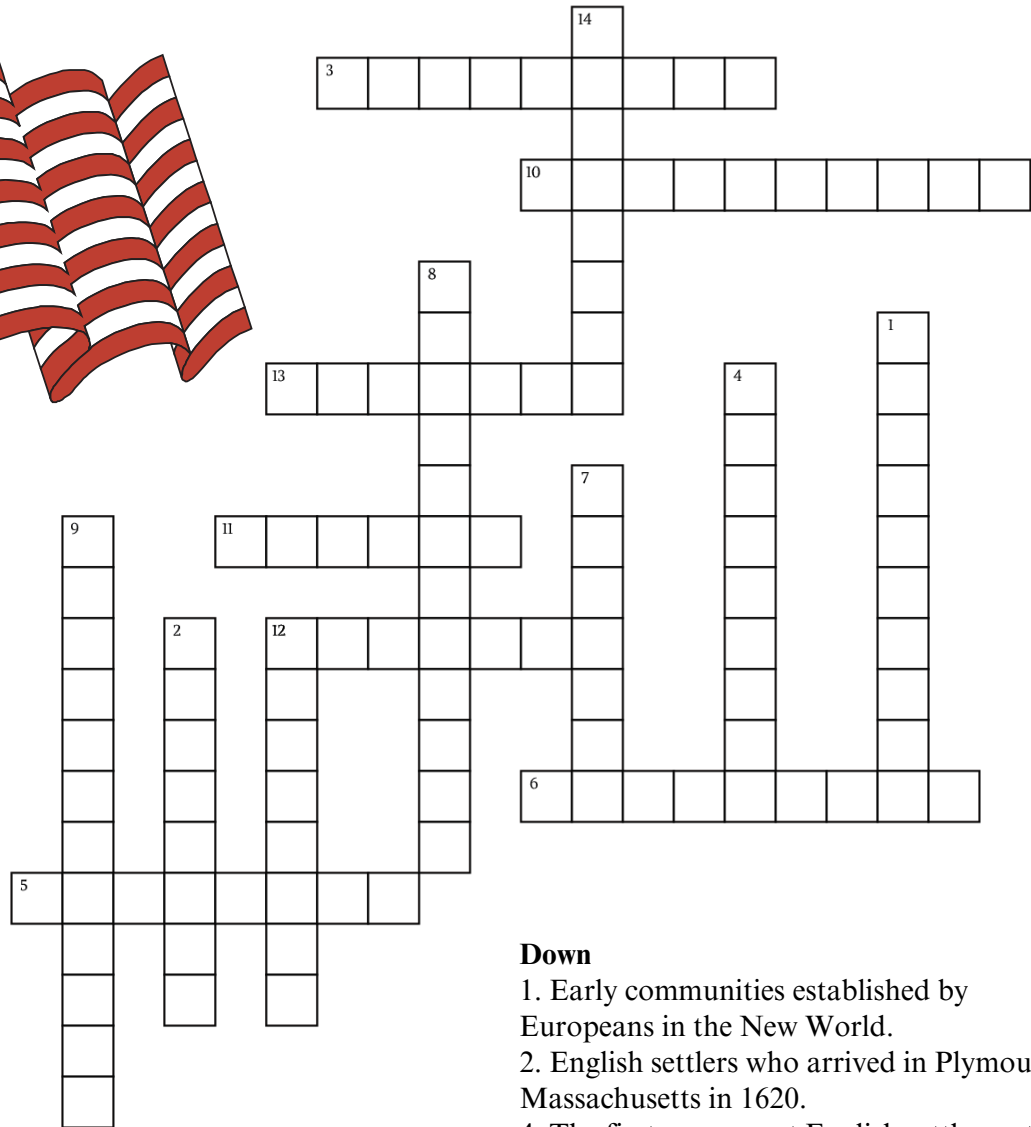 14
3
10
8
1
13
4
7
9
11
2
12
6
5
Down
1. Early communities established by
Europeans in the New World.
2. English settlers who arrived in
Massachusetts in 1620.